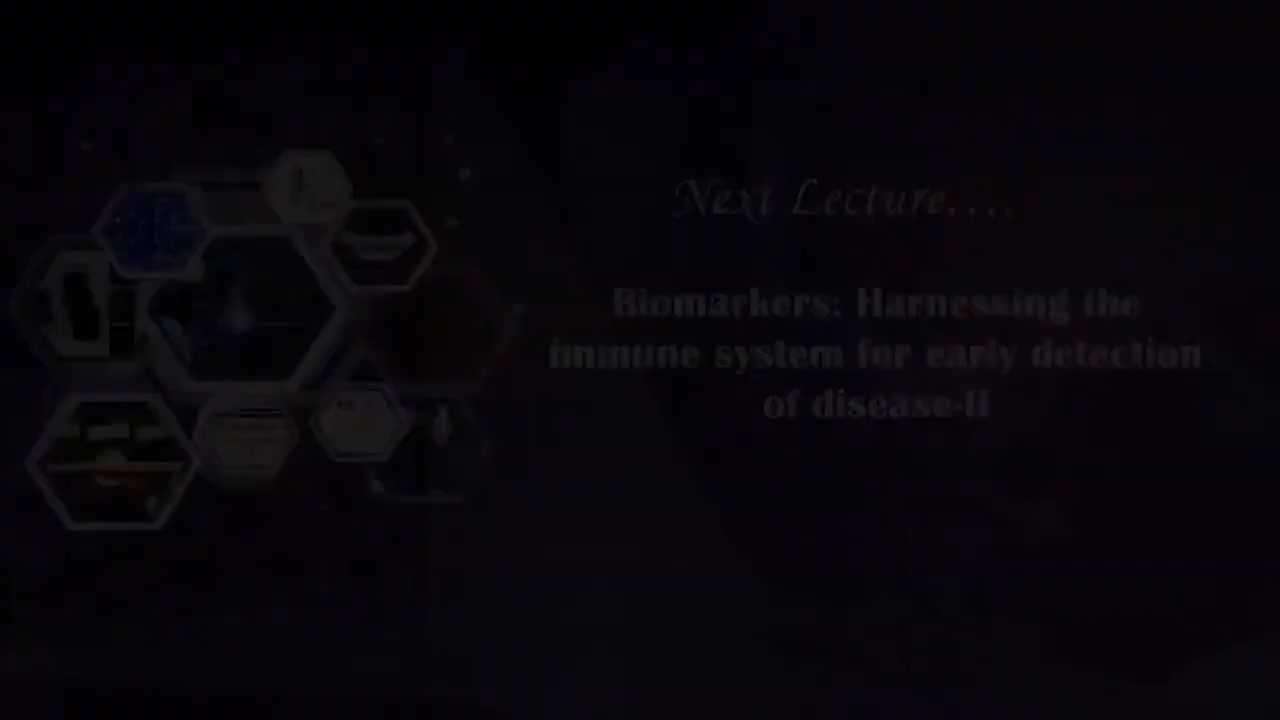 Next Lecture....
Biomarkers: Harnessing the
immune system for early detection
of disease-II